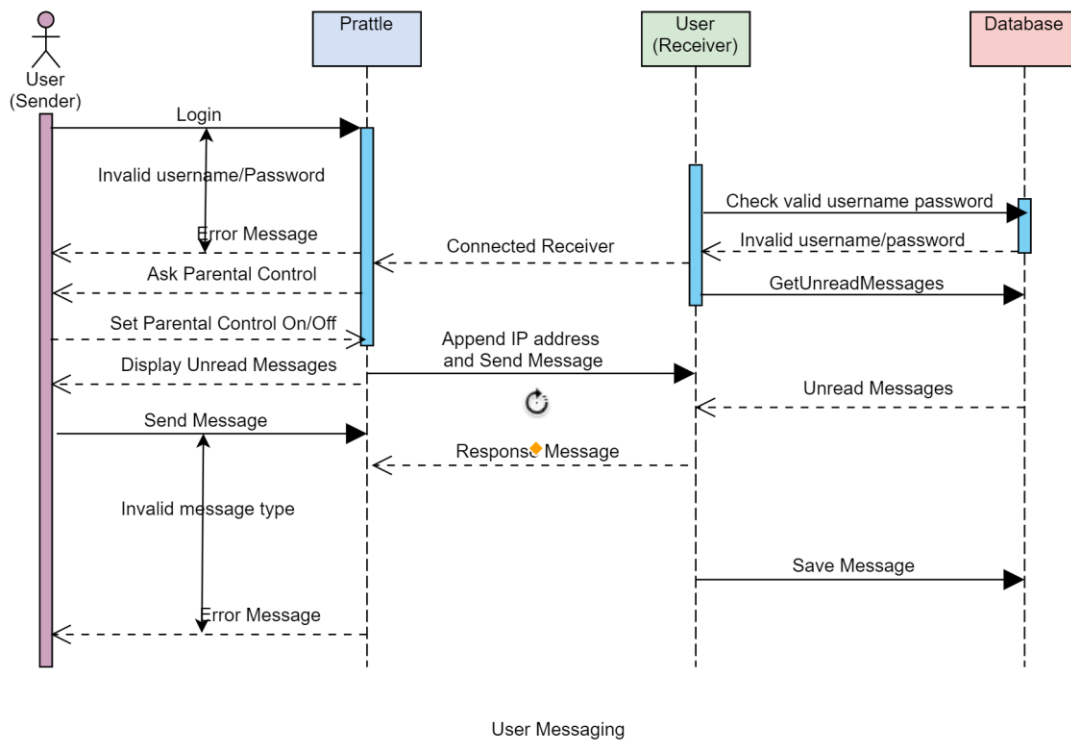 Prattle
User
(Receiver)
Database
User
(Sender)
Login
Invalid username/Password
Check valid username password
Error Message
Connected Receiver
Invalid username/password
Ask Parental Control
GetUnreadMessages
Set Parental Control On/Off
Append IP address
and Send Message
Display Unread Messages
Unread Messages
Send Message
Response Message
Invalid message type
Save Message
Error Message
User Messaging